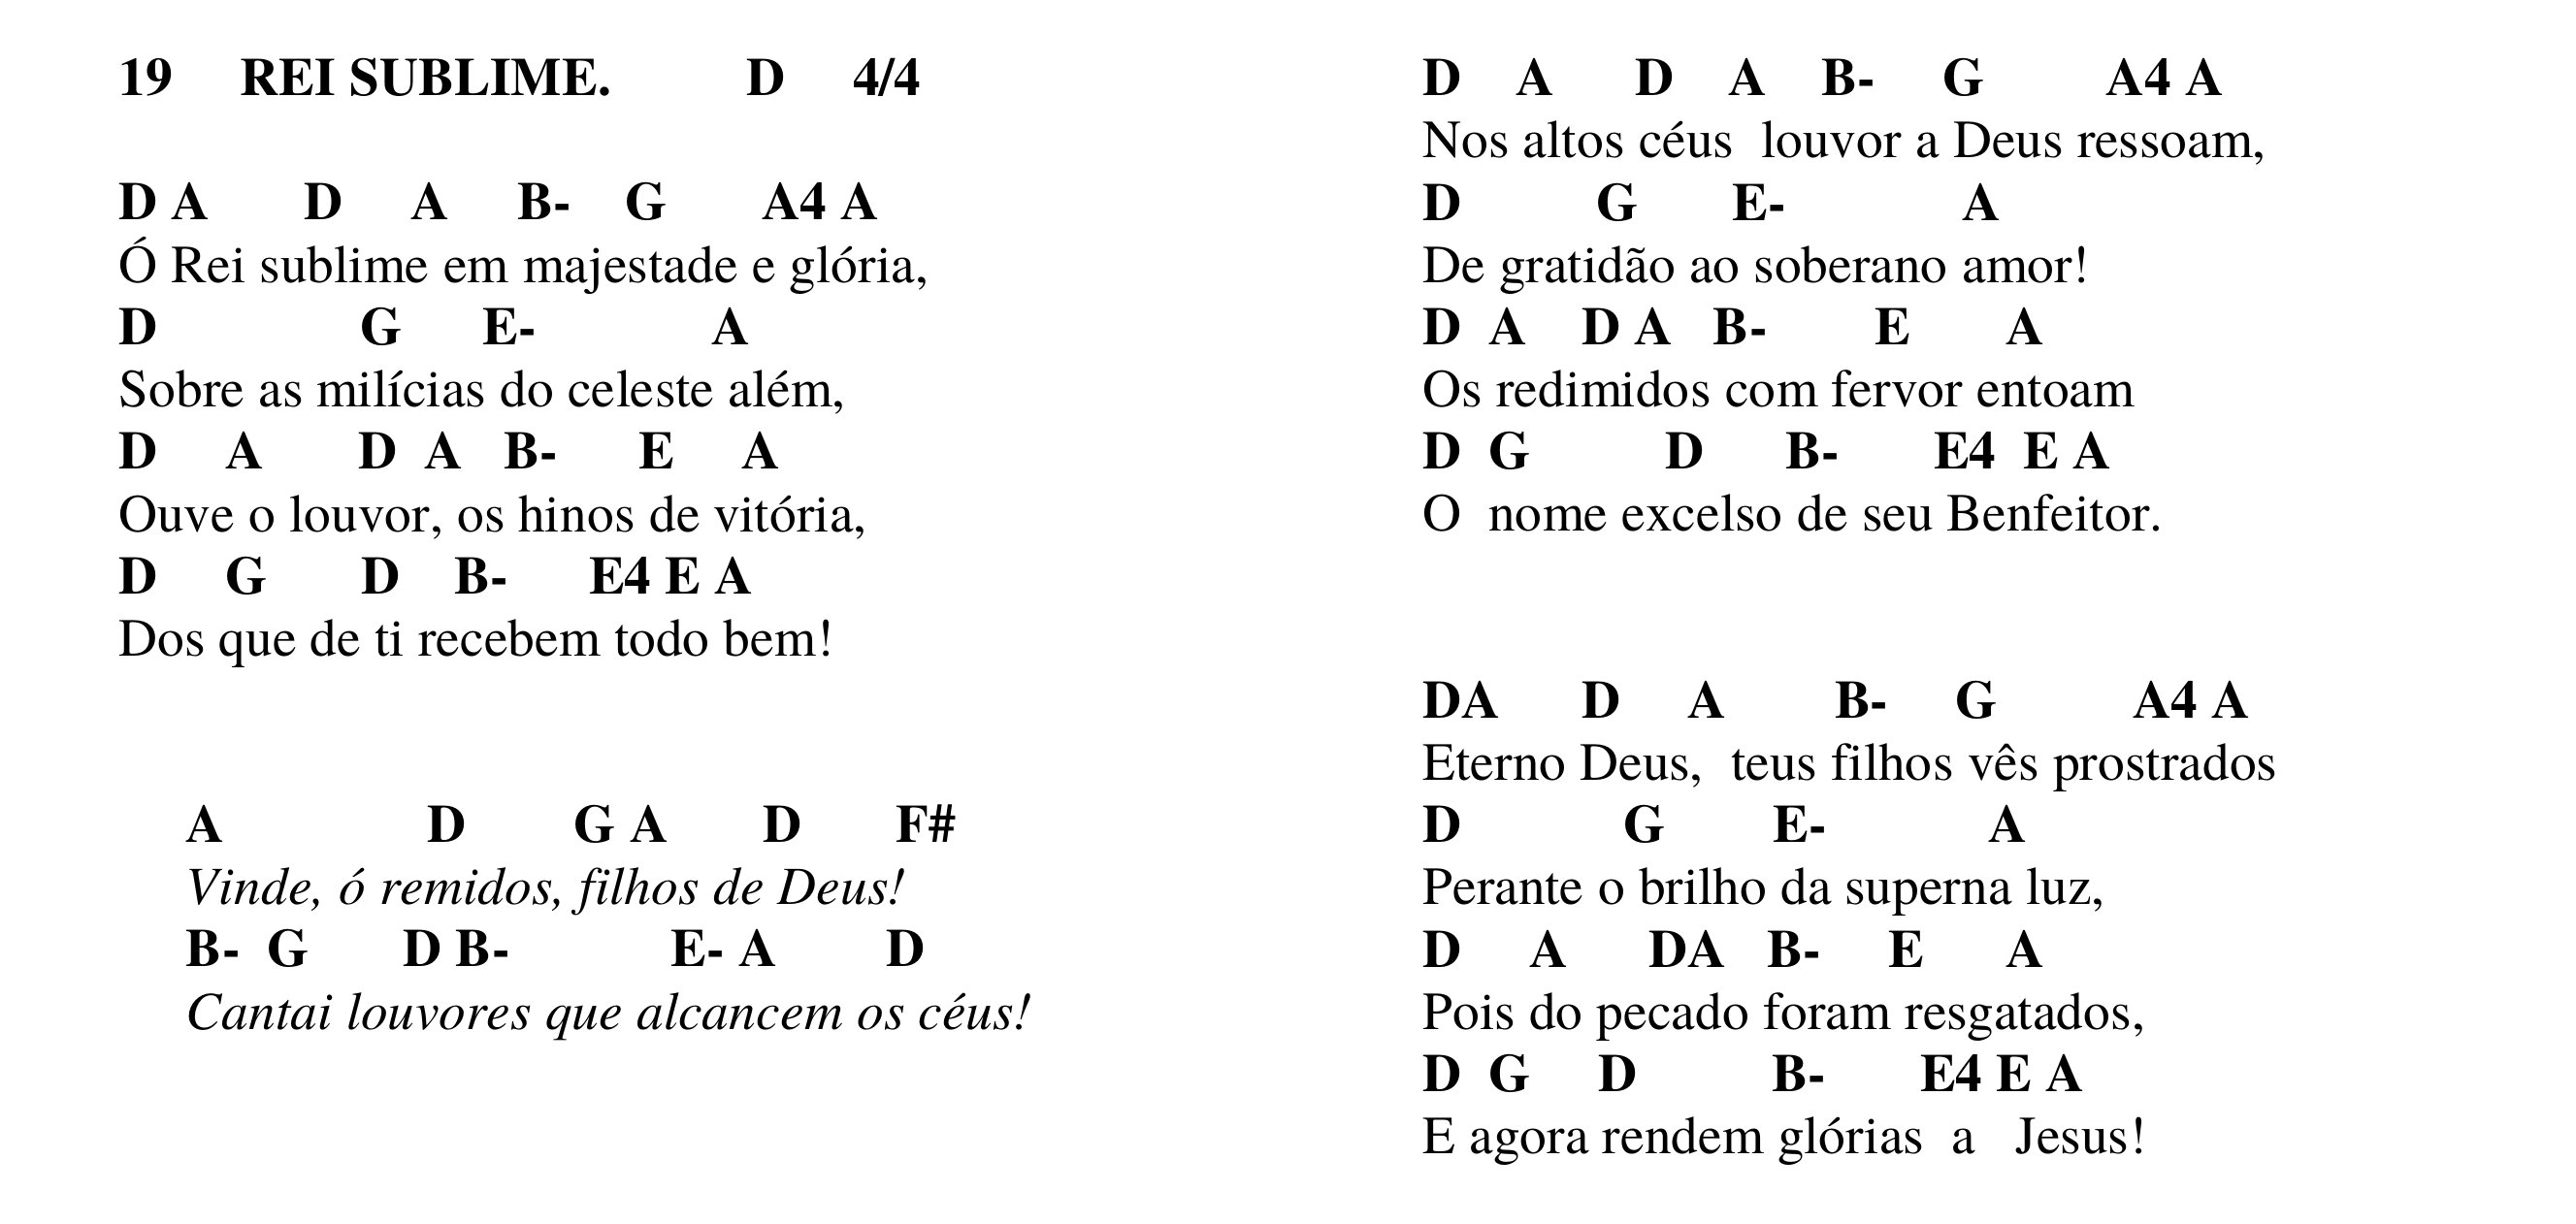 19 REI SUBLIME. D 4/4
D A D A B- G A4 A
Ó Rei sublime em majestade e glória,
D G E- A
Sobre as milícias do celeste além,
D A D A B- E A
Ouve o louvor, os hinos de vitória,
D G D B- E4 E A
Dos que de ti recebem todo bem!
A D G A D F#
Vinde, ó remidos, filhos de Deus!
B- G D B- E- A D
Cantai louvores que alcancem os céus!
D A D A B- G A4 A
Nos altos céus louvor a Deus ressoam,
D G E- A
De gratidão ao soberano amor!
D A D A B- E A
Os redimidos com fervor entoam
D G D B- E4 E A
O nome excelso de seu Benfeitor.
DA D A B- G A4 A
Eterno Deus, teus filhos vês prostrados
D G E- A
Perante o brilho da superna luz,
D A DA B- E A
Pois do pecado foram resgatados,
D G D B- E4 E A
E agora rendem glórias a Jesus!